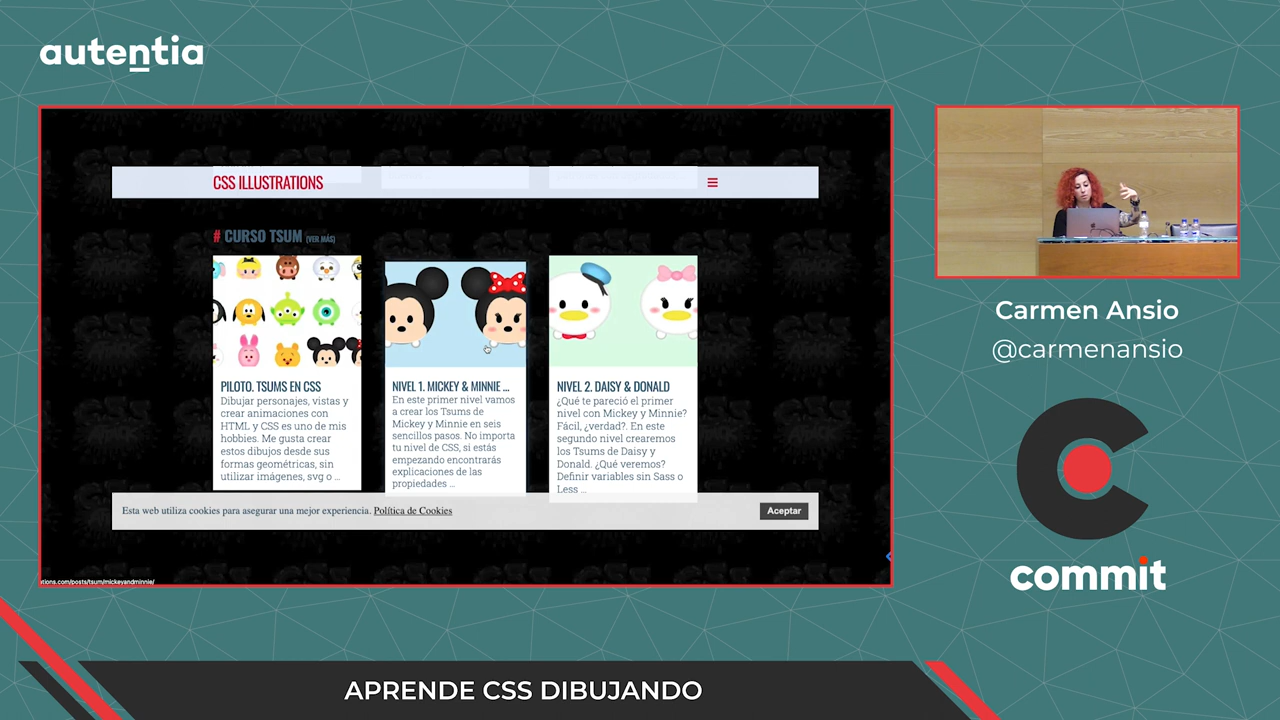 autentia
CSS ILLUSTRATIONS
# CURSO TSUM (VER MÁS)
PILOTO. TSUMS EN CSS
Dibujar personajes, vistas y
crear animaciones con
HTML y CSS es uno de mis
hobbies. Me gusta crear
estos dibujos desde sus
formas geométricas, sin
utilizar imágenes, svg o ...
NIVEL 1. MICKEY & MINNIE ...
En este primer nivel vamos
a crear los Tsums de
Mickey y Minnie en seis
sencillos pasos. No importa
tu nivel de CSS, si estás
empezando encontrarás
explicaciones de las
propiedades ...
NIVEL 2. DAISY & DONALD
¿Qué te pareció el primer
nivel con Mickey y Minnie?
Fácil, ¿verdad?. En este
segundo nivel crearemos
los Tsums de Daisy y
Donald. ¿Qué veremos?
Definir variables sin Sass o
Less ...
Esta web utiliza cookies para asegurar una mejor experiencia. Política de Cookies
Aceptar
ations.com/posts/tsum/mickeyandminnie/
Carmen Ansio
@carmenansio
commit
APRENDE CSS DIBUJANDO